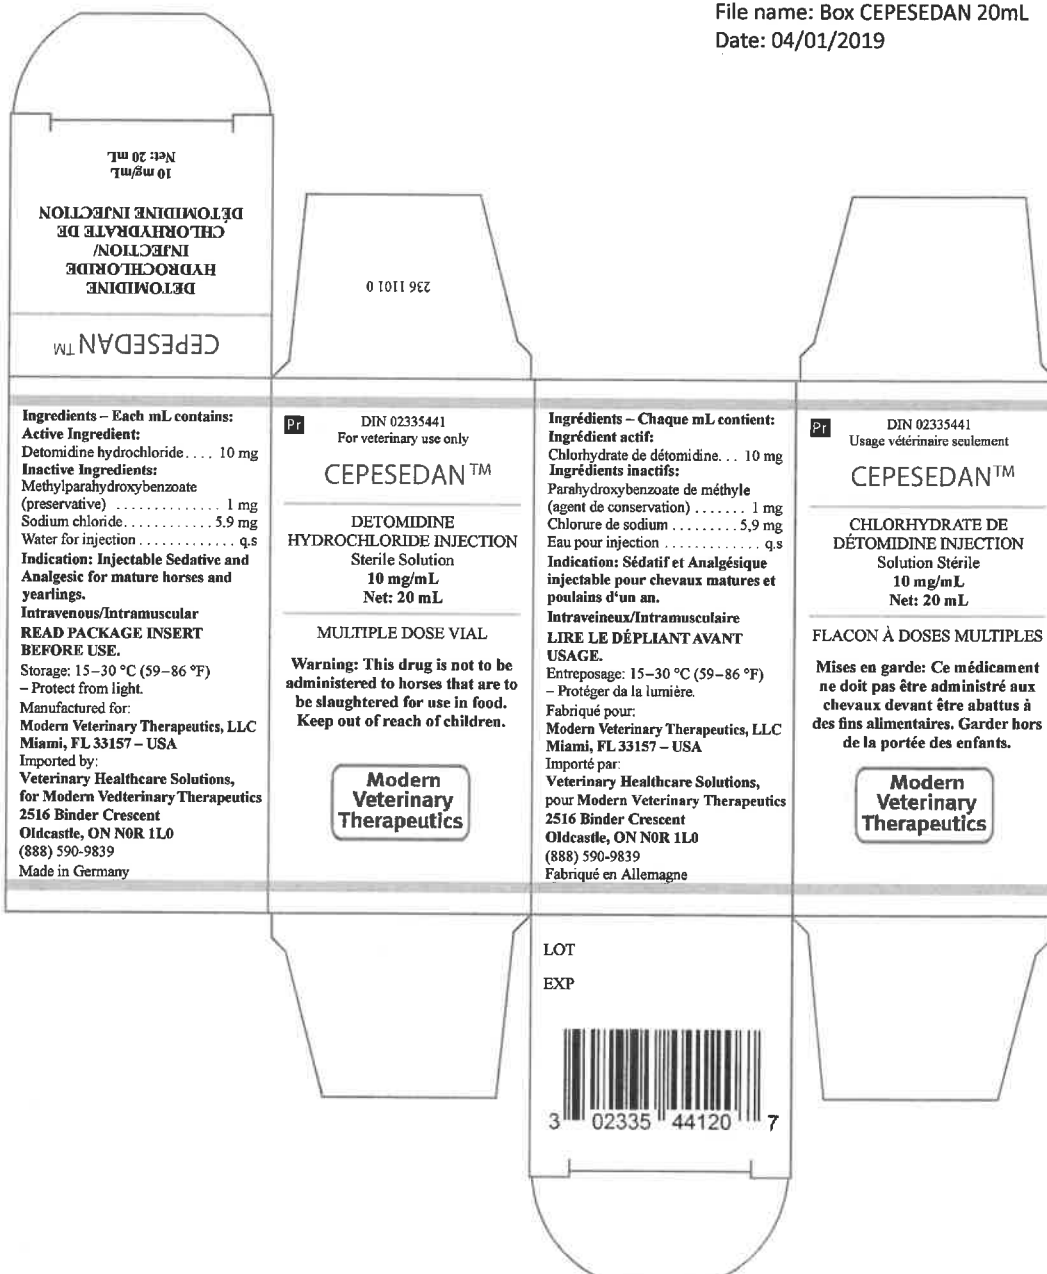 File name: Box CEPESEDAN 20mL
Date: 04/01/2019
CEPESEDAN™
DETOMIDINE
HYDROCHLORIDE
INJECTION/
CHLORHYDRATE DE
DÉTOMIDINE INJECTION
10 mg/mL
Net: 20 mL
236 1101 0
Ingredients – Each mL contains:
Active Ingredient:
Detomidine hydrochloride.... 10 mg
Inactive Ingredients:
Methylparahydroxybenzoate
(preservative) .............. 1 mg
Sodium chloride............ 5.9 mg
Water for injection ............. q.s
Indication: Injectable Sedative and
Analgesic for mature horses and
yearlings.
Intravenous/Intramuscular
READ PACKAGE INSERT
BEFORE USE.
Storage: 15–30 °C (59–86 °F)
– Protect from light.
Manufactured for:
Modern Veterinary Therapeutics, LLC
Miami, FL 33157 – USA
Imported by:
Veterinary Healthcare Solutions,
for Modern Vedterinary Therapeutics
2516 Binder Crescent
Oldcastle, ON N0R 1L0
(888) 590-9839
Made in Germany
Pr
DIN 02335441
For veterinary use only
CEPESEDAN™
DETOMIDINE
HYDROCHLORIDE INJECTION
Sterile Solution
10 mg/mL
Net: 20 mL
MULTIPLE DOSE VIAL
Warning: This drug is not to be
administered to horses that are to
be slaughtered for use in food.
Keep out of reach of children.
Modern
Veterinary
Therapeutics
Ingrédients – Chaque mL contient:
Ingrédient actif:
Chlorhydrate de détomidine... 10 mg
Ingrédients inactifs:
Parahydroxybenzoate de méthyle
(agent de conservation) ....... 1 mg
Chlorure de sodium ......... 5,9 mg
Eau pour injection ............. q.s
Indication: Sédatif et Analgésique
injectable pour chevaux matures et
poulains d‘un an.
Intraveineux/Intramusculaire
LIRE LE DÉPLIANT AVANT
USAGE.
Entreposage: 15–30 °C (59–86 °F)
– Protéger da la lumière.
Fabriqué pour:
Modern Veterinary Therapeutics, LLC
Miami, FL 33157 – USA
Importé par:
Veterinary Healthcare Solutions,
pour Modern Veterinary Therapeutics
2516 Binder Crescent
Oldcastle, ON N0R 1L0
(888) 590-9839
Fabriqué en Allemagne
Pr
DIN 02335441
Usage vétérinaire seulement
CEPESEDAN™
CHLORHYDRATE DE
DÉTOMIDINE INJECTION
Solution Stérile
10 mg/mL
Net: 20 mL
FLACON À DOSES MULTIPLES
Mises en garde: Ce médicament
ne doit pas être administré aux
chevaux devant être abattus à
des fins alimentaires. Garder hors
de la portée des enfants.
Modern
Veterinary
Therapeutics
LOT
EXP
3 02335 44120 7